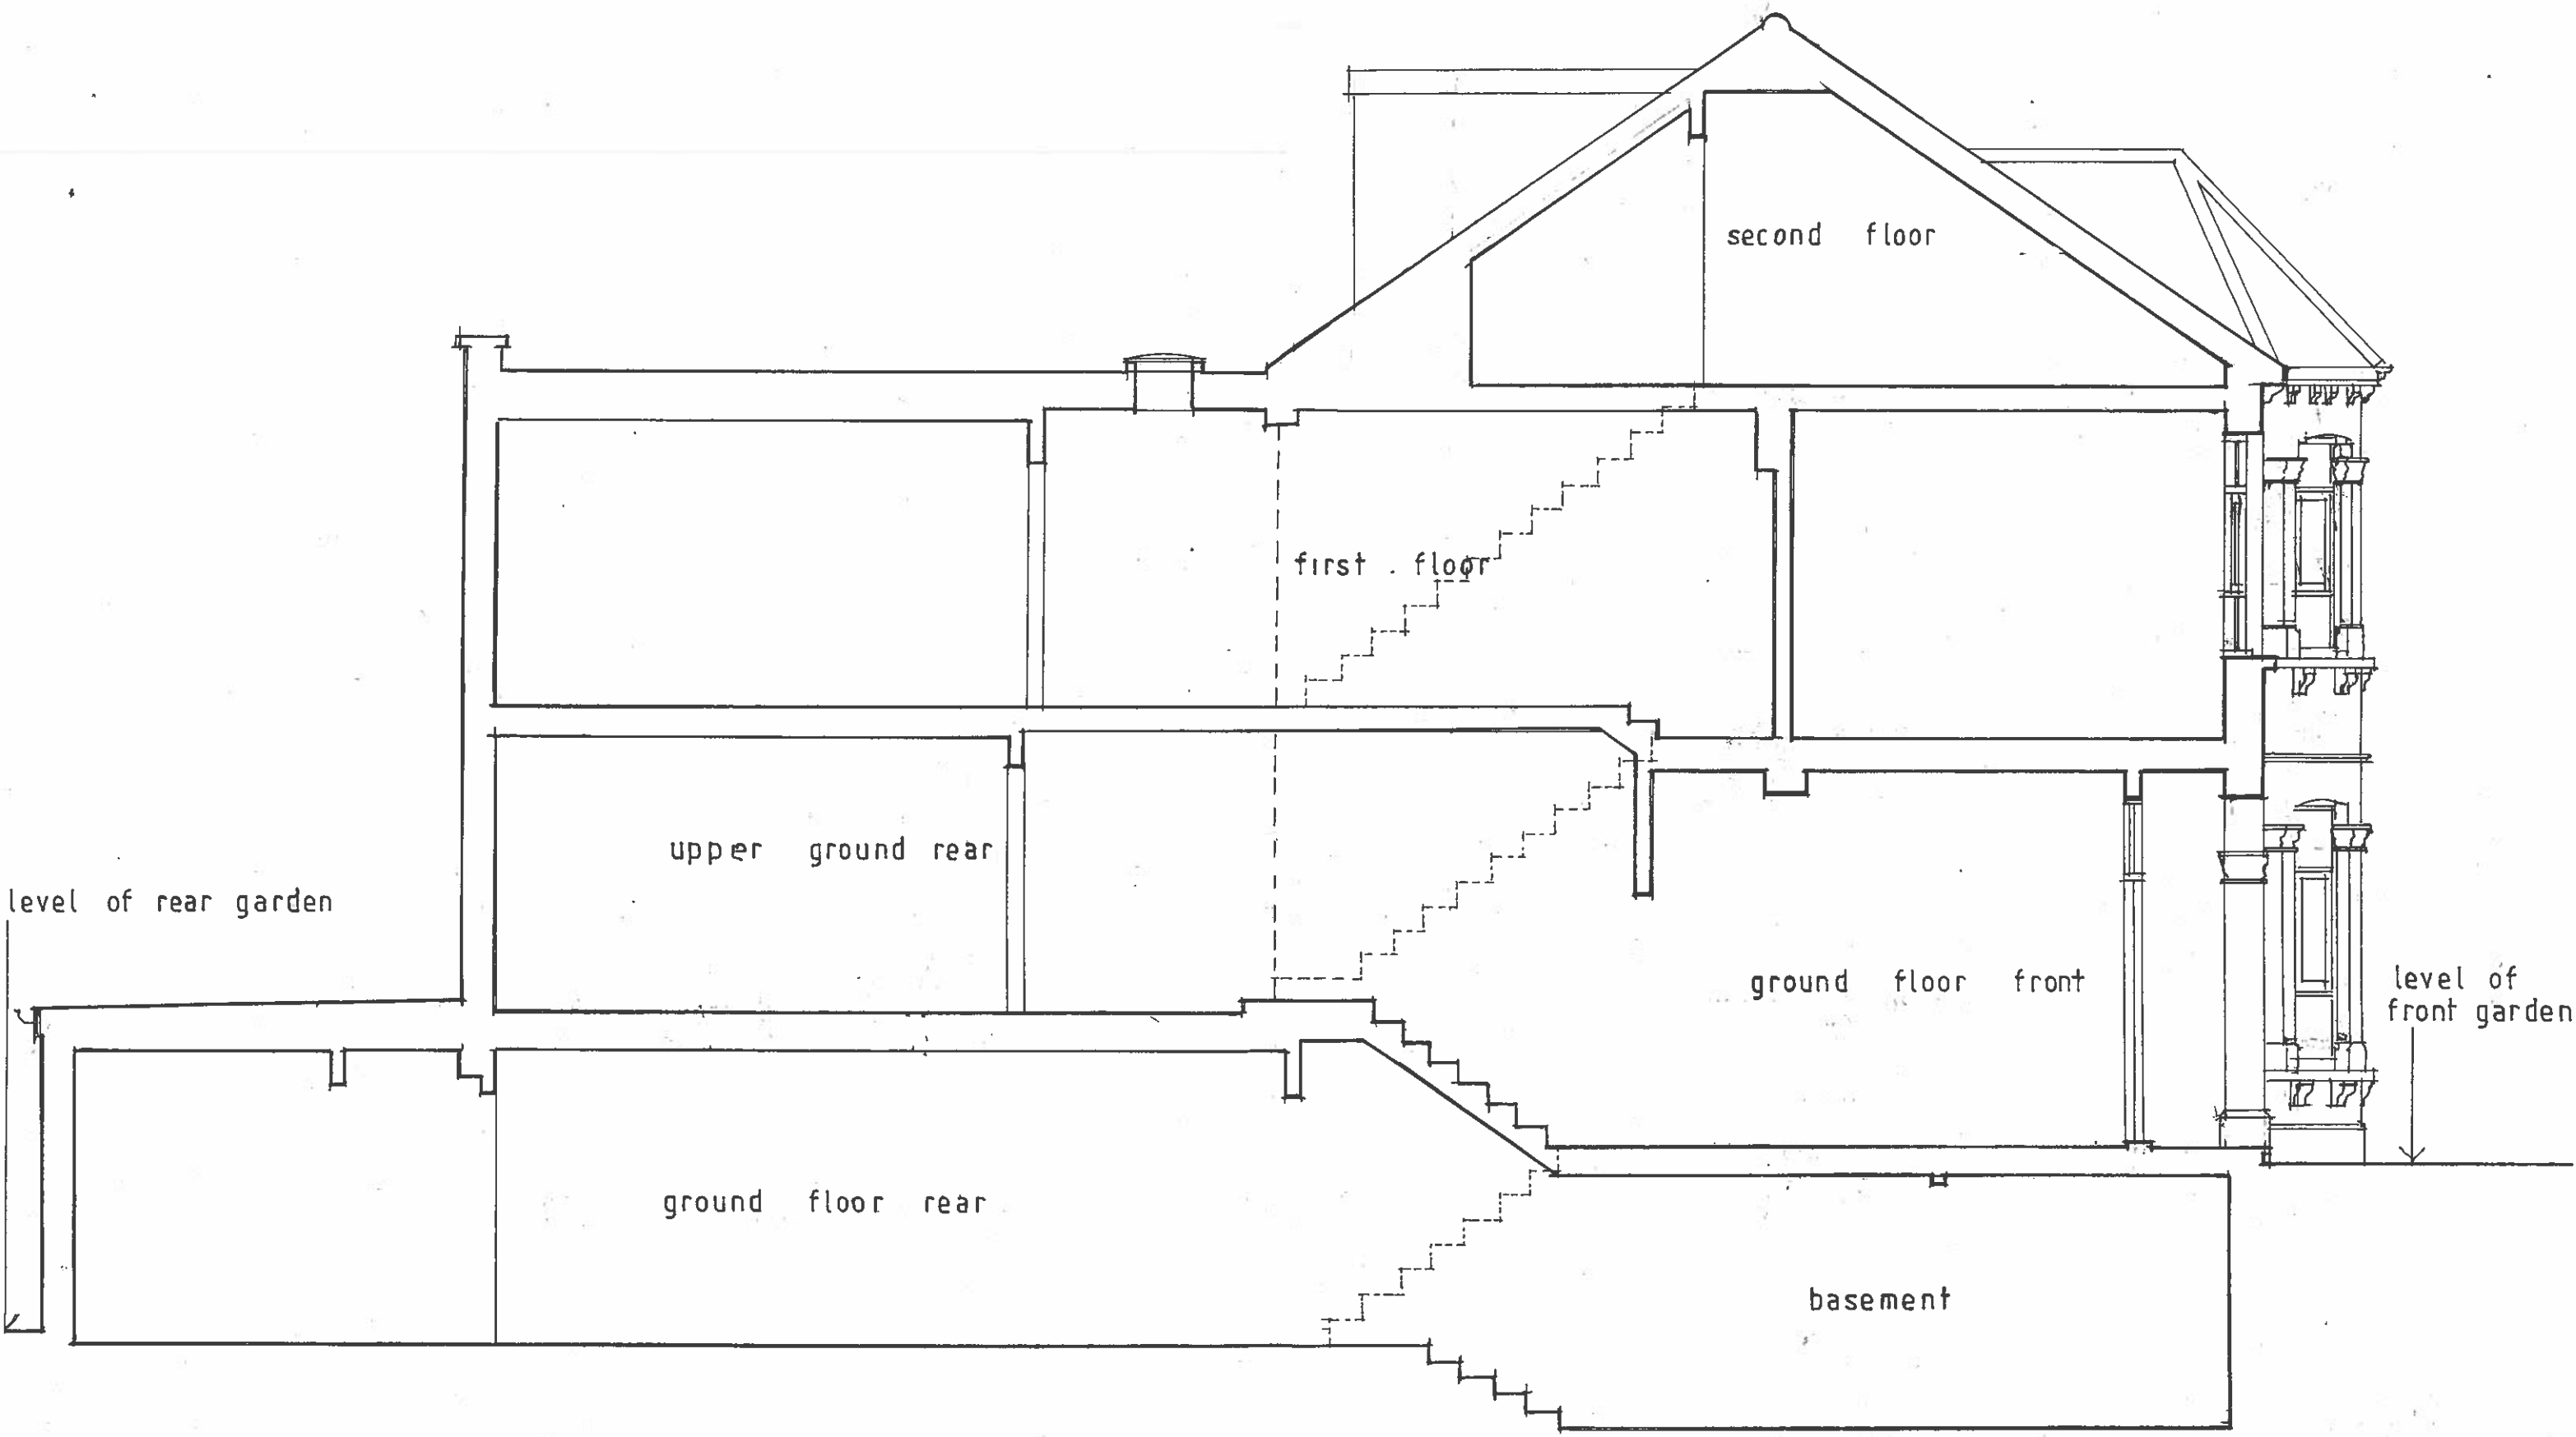 second floor
first . floor
upper ground rear
level of rear garden
ground floor front
level of
front garden
ground floor rear
basement